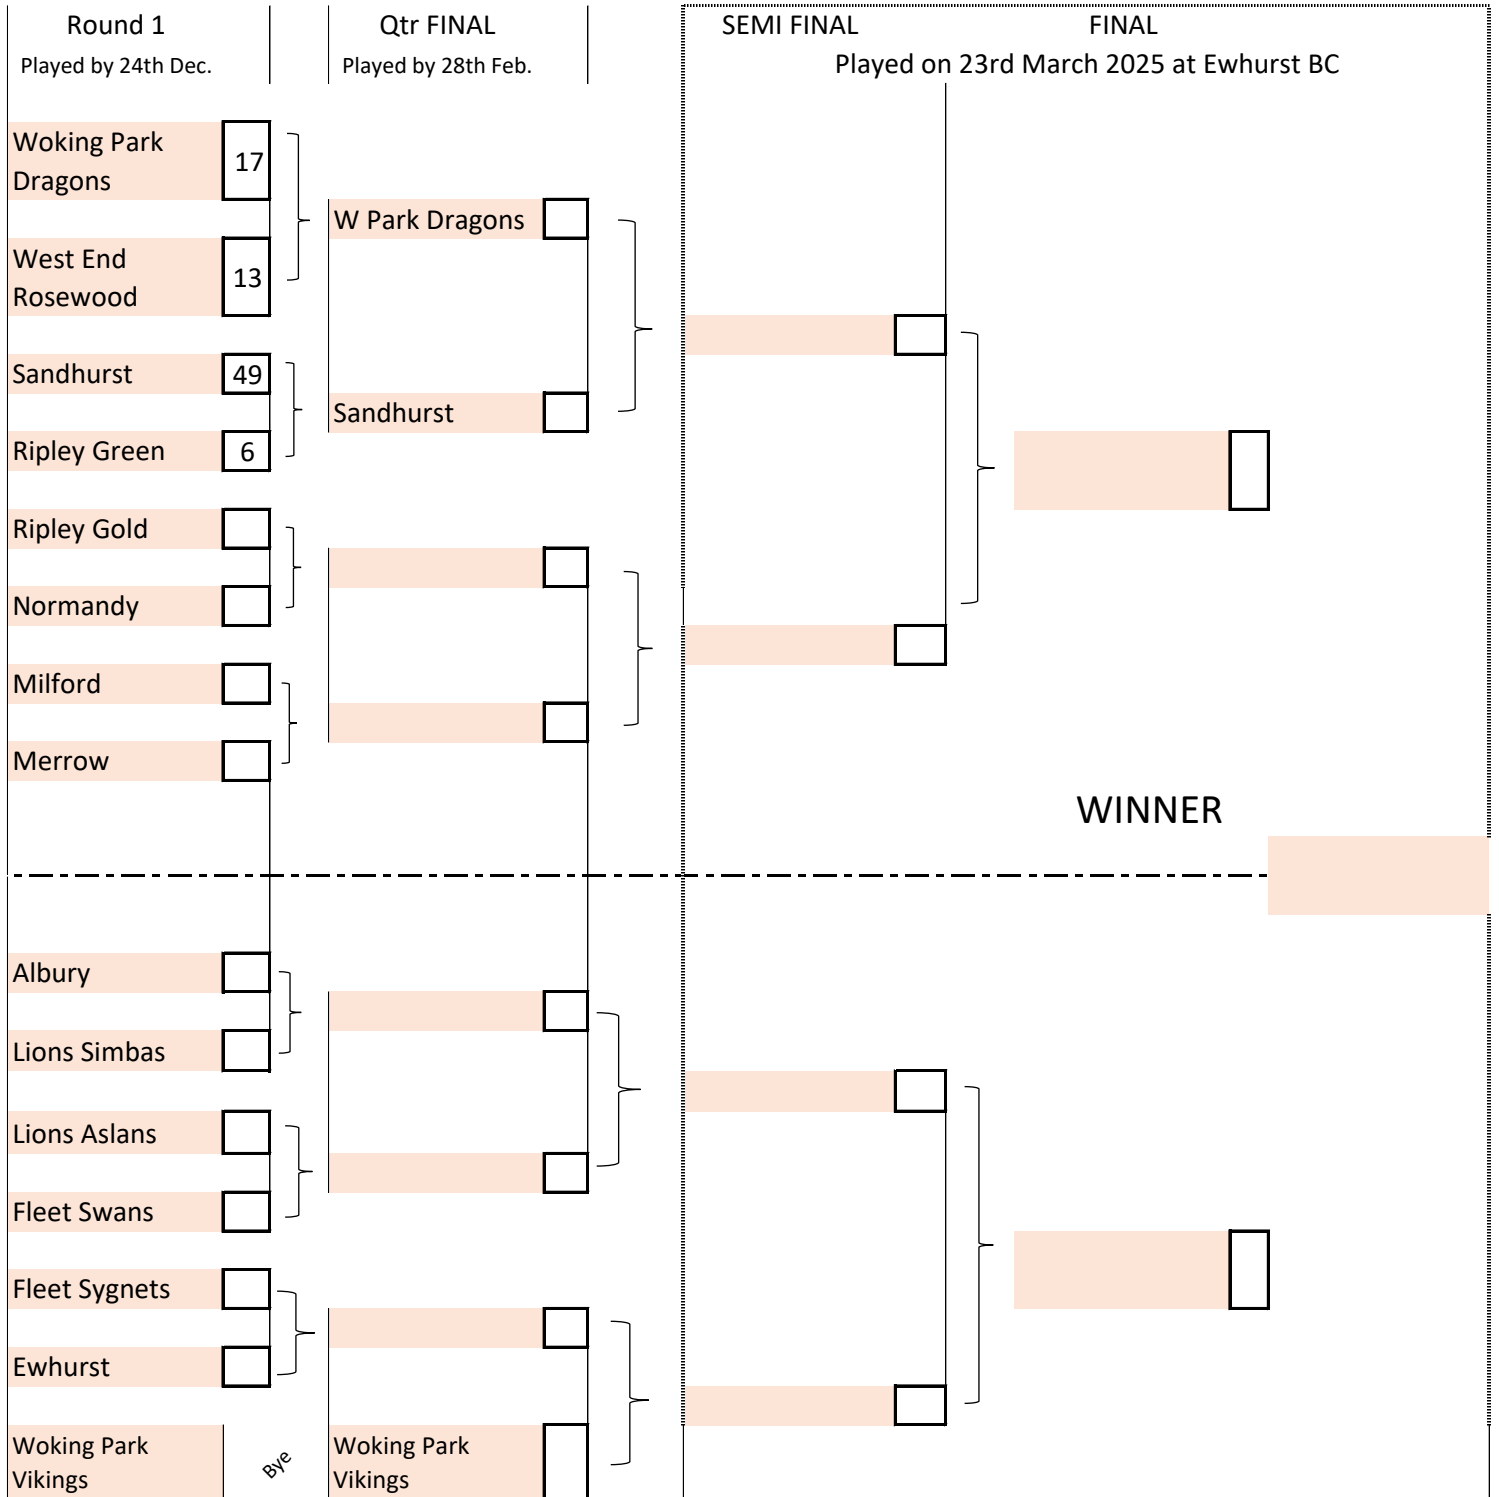 Round 1
Qtr FINAL
SEMI FINAL
FINAL
Played by 24th Dec.
Played by 28th Feb.
Played on 23rd March 2025 at Ewhurst BC
Woking Park
Dragons
17
W Park Dragons
West End
Rosewood
13
Sandhurst
49
Sandhurst
Ripley Green
6
Ripley Gold
Normandy
Milford
Merrow
WINNER
Albury
Lions Simbas
Lions Aslans
Fleet Swans
Fleet Sygnets
Ewhurst
Woking Park
Vikings
Bye
Woking Park
Vikings